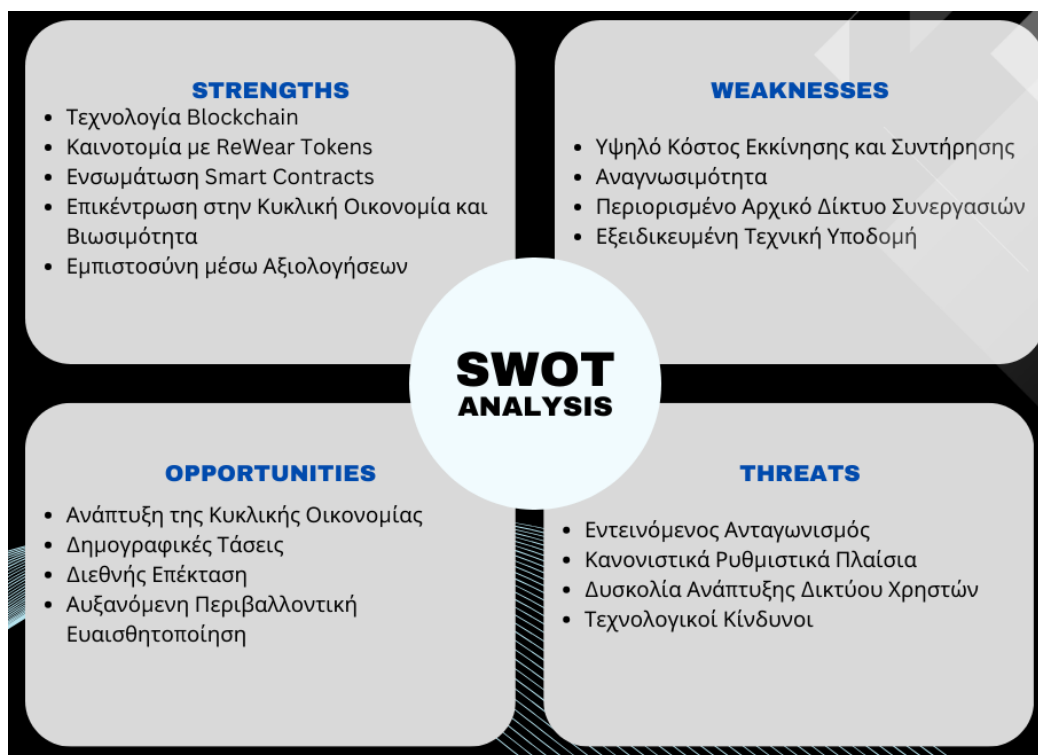 STRENGTHS
• Τεχνολογία Blockchain
• Καινοτομία με ReWear Tokens
• Ενσωμάτωση Smart Contracts
• Επικέντρωση στην Κυκλική Οικονομία και
Βιωσιμότητα
• Εμπιστοσύνη μέσω Αξιολογήσεων
WEAKNESSES
• Υψηλό Κόστος Εκκίνησης και Συντήρησης
• Αναγνωσιμότητα
• Περιορισμένο Αρχικό Δίκτυο Συνεργασιών
• Εξειδικευμένη Τεχνική Υποδομή
SWOT
ANALYSIS
OPPORTUNITIES
• Ανάπτυξη της Κυκλικής Οικονομίας
• Δημογραφικές Τάσεις
• Διεθνής Επέκταση
• Αυξανόμενη Περιβαλλοντική
Ευαισθητοποίηση
THREATS
• Εντεινόμενος Ανταγωνισμός
• Κανονιστικά Ρυθμιστικά Πλαίσια
• Δυσκολία Ανάπτυξης Δικτύου Χρηστών
• Τεχνολογικοί Κίνδυνοι